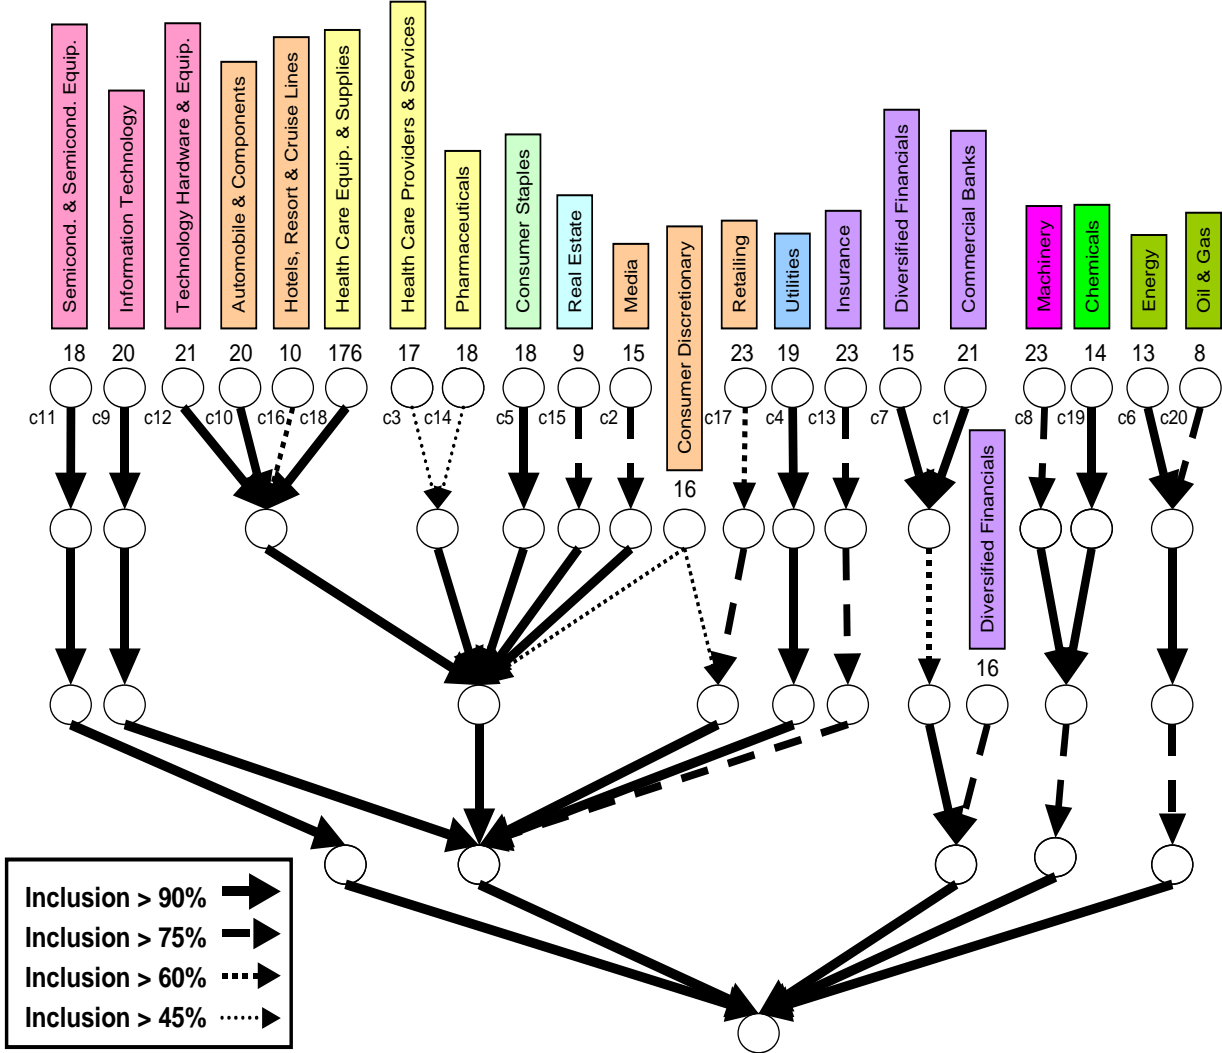 Semicond. & Semicond. Equip.
Information Technology
Technology Hardware & Equip.
Automobile & Components
Hotels, Resort & Cruise Lines
Health Care Equip. & Supplies
Health Care Providers & Services
Pharmaceuticals
Consumer Staples
Real Estate
Media
Consumer Discretionary
Retailing
Utilities
Insurance
Diversified Financials
Commercial Banks
Machinery
Chemicals
Energy
Oil & Gas
18 20 21 20 10 176 17 18 18 9 15 23 19 23 15 21 23 14 13 8
c11 c9 c12 c10 c16 c18 c3 c14 c5 c15 c2 c17 c4 c13 c7 c1 c8 c19 c6 c20
16
Diversified Financials
16
Inclusion > 90%
Inclusion > 75%
Inclusion > 60%
Inclusion > 45%